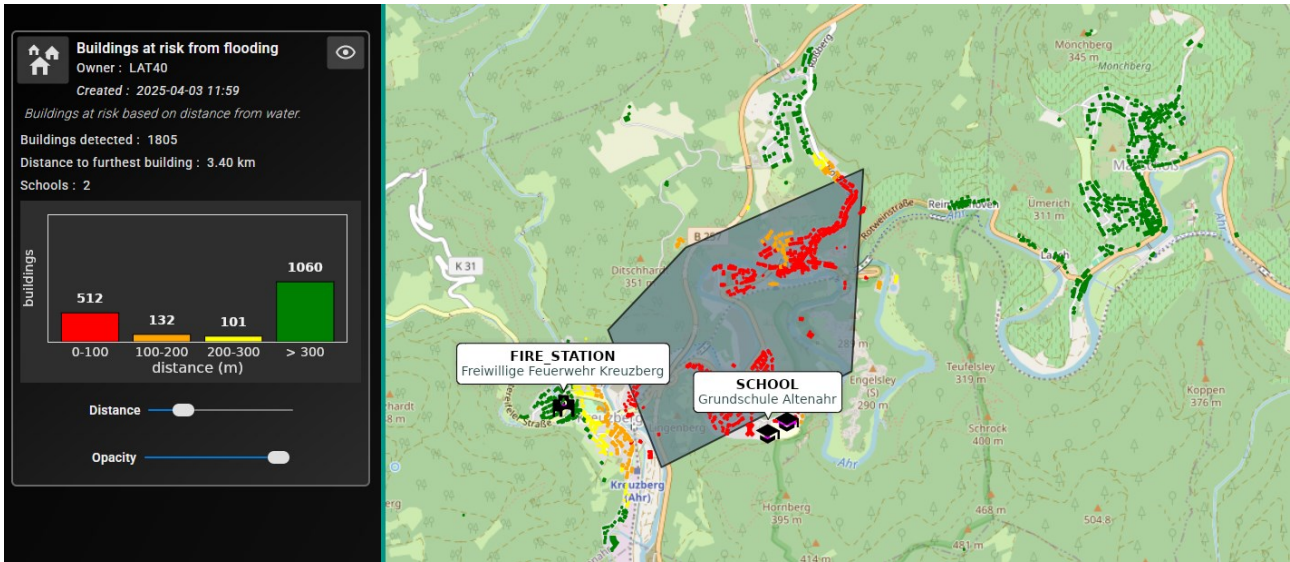 Buildings at risk from flooding
Owner : LAT40
Created : 2025-04-03 11:59
Buildings at risk based on distance from water.
Buildings detected : 1805
Distance to furthest building : 3.40 km
Schools : 2
buildings
512
132
101
1060
0-100
100-200
200-300
> 300
distance (m)
Distance
Opacity
Mönchberg
345 m
Mönchberg
Umerich
311 m
Rotweinstraße
Ahr
Ahr
K 31
Ditschhardt
351 m
FIRE_STATION
Freiwillige Feuerwehr Kreuzberg
SCHOOL
Grundschule Altenahr
Engelsley
(S)
290 m
Teufelsley
319 m
Koppen
376 m
Schrock
400 m
Straße
Kreuzberg
(Ahr)
Ahr
Hornberg
395 m
468 m
504.8
481 m
414 m